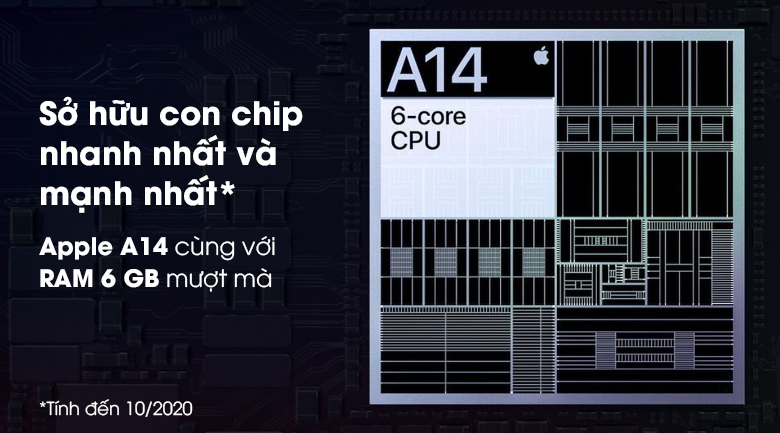 Sở hữu con chip
nhanh nhất và
mạnh nhất*
Apple A14 cùng với
RAM 6 GB mượt mà
*Tính đến 10/2020
A14
6-core
CPU